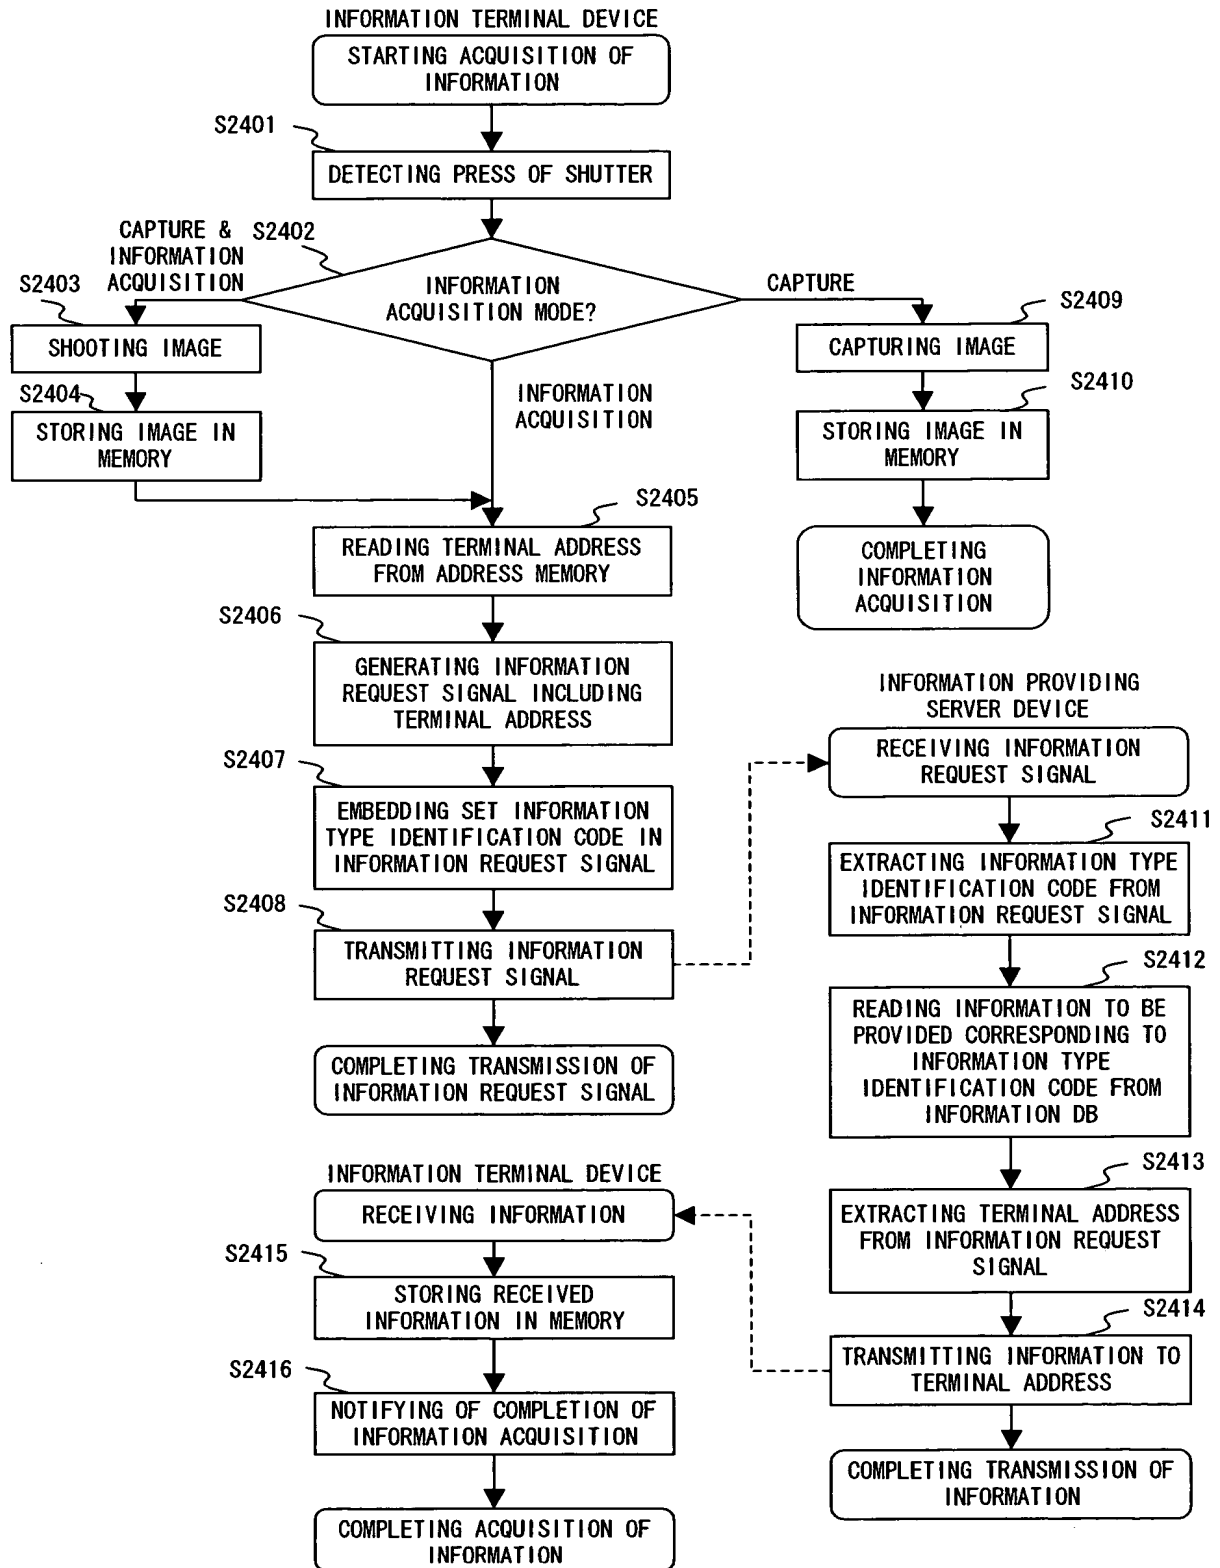 INFORMATION TERMINAL DEVICE
STARTING ACQUISITION OF
INFORMATION
S2401
DETECTING PRESS OF SHUTTER
CAPTURE &
INFORMATION
ACQUISITION
S2402
INFORMATION
ACQUISITION MODE?
CAPTURE
S2403
SHOOTING IMAGE
S2404
STORING IMAGE IN
MEMORY
INFORMATION
ACQUISITION
S2409
CAPTURING IMAGE
S2410
STORING IMAGE IN
MEMORY
COMPLETING
INFORMATION
ACQUISITION
S2405
READING TERMINAL ADDRESS
FROM ADDRESS MEMORY
S2406
GENERATING INFORMATION
REQUEST SIGNAL INCLUDING
TERMINAL ADDRESS
S2407
EMBEDDING SET INFORMATION
TYPE IDENTIFICATION CODE IN
INFORMATION REQUEST SIGNAL
S2408
TRANSMITTING INFORMATION
REQUEST SIGNAL
COMPLETING TRANSMISSION OF
INFORMATION REQUEST SIGNAL
INFORMATION PROVIDING
SERVER DEVICE
RECEIVING INFORMATION
REQUEST SIGNAL
S2411
EXTRACTING INFORMATION TYPE
IDENTIFICATION CODE FROM
INFORMATION REQUEST SIGNAL
S2412
READING INFORMATION TO BE
PROVIDED CORRESPONDING TO
INFORMATION TYPE
IDENTIFICATION CODE FROM
INFORMATION DB
S2413
EXTRACTING TERMINAL ADDRESS
FROM INFORMATION REQUEST
SIGNAL
S2414
TRANSMITTING INFORMATION TO
TERMINAL ADDRESS
COMPLETING TRANSMISSION OF
INFORMATION
INFORMATION TERMINAL DEVICE
RECEIVING INFORMATION
S2415
STORING RECEIVED
INFORMATION IN MEMORY
S2416
NOTIFYING OF COMPLETION OF
INFORMATION ACQUISITION
COMPLETING ACQUISITION OF
INFORMATION